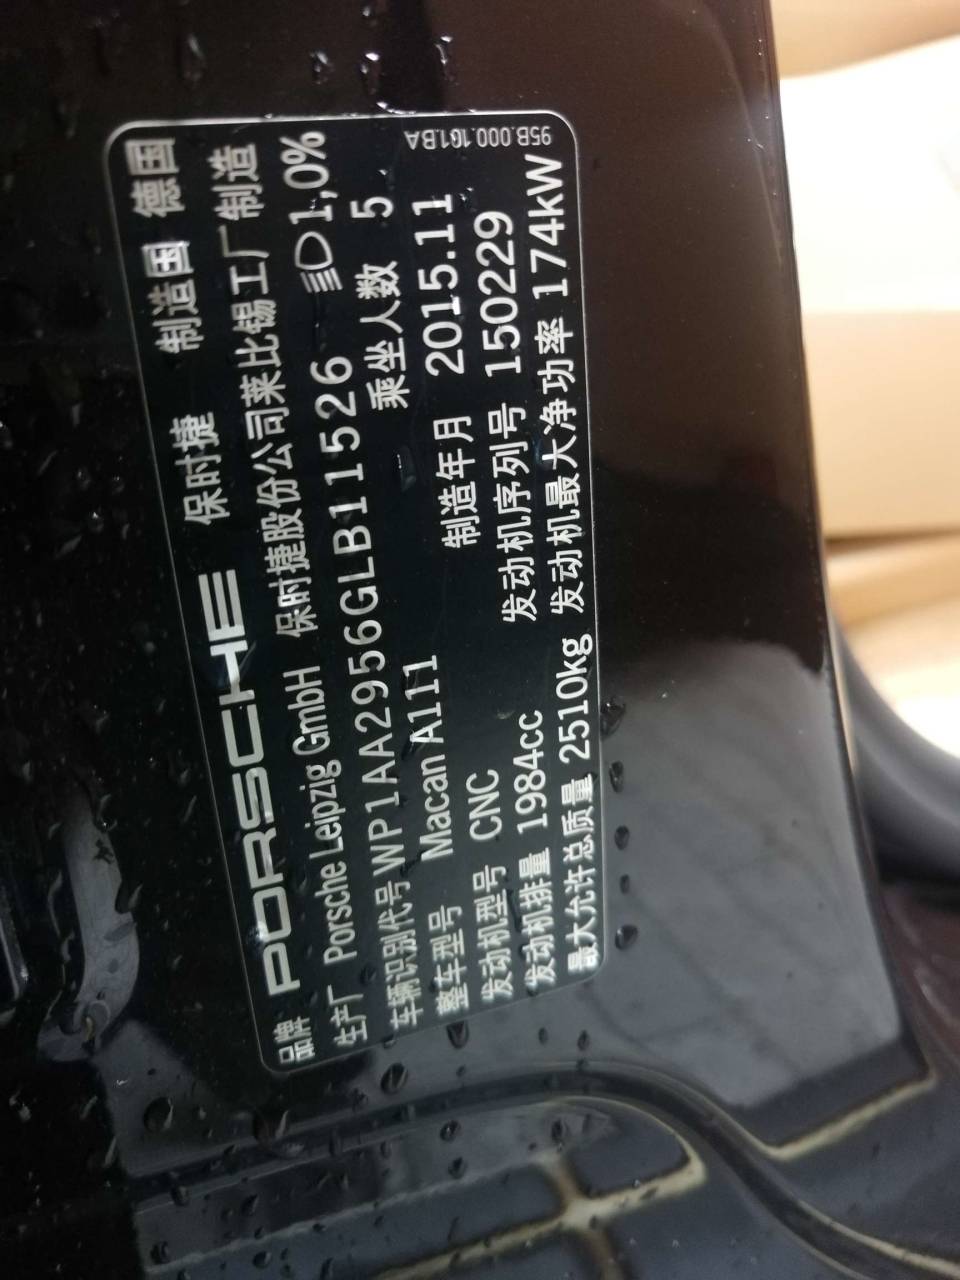 品牌 PORSCHE 保时捷 制造国 德国
生产厂 Porsche Leipzig GmbH 保时捷股份公司莱比锡工厂制造
车辆识别代号 WP1AA2956GLB11526 1,0%
整车型号 Macan A111 乘坐人数 5
发动机型号 CNC 制造年月 2015.11
发动机排量 1984cc 发动机序列号 150229
最大允许总质量 2510kg 发动机最大净功率 174kW
95B.000.101.BA